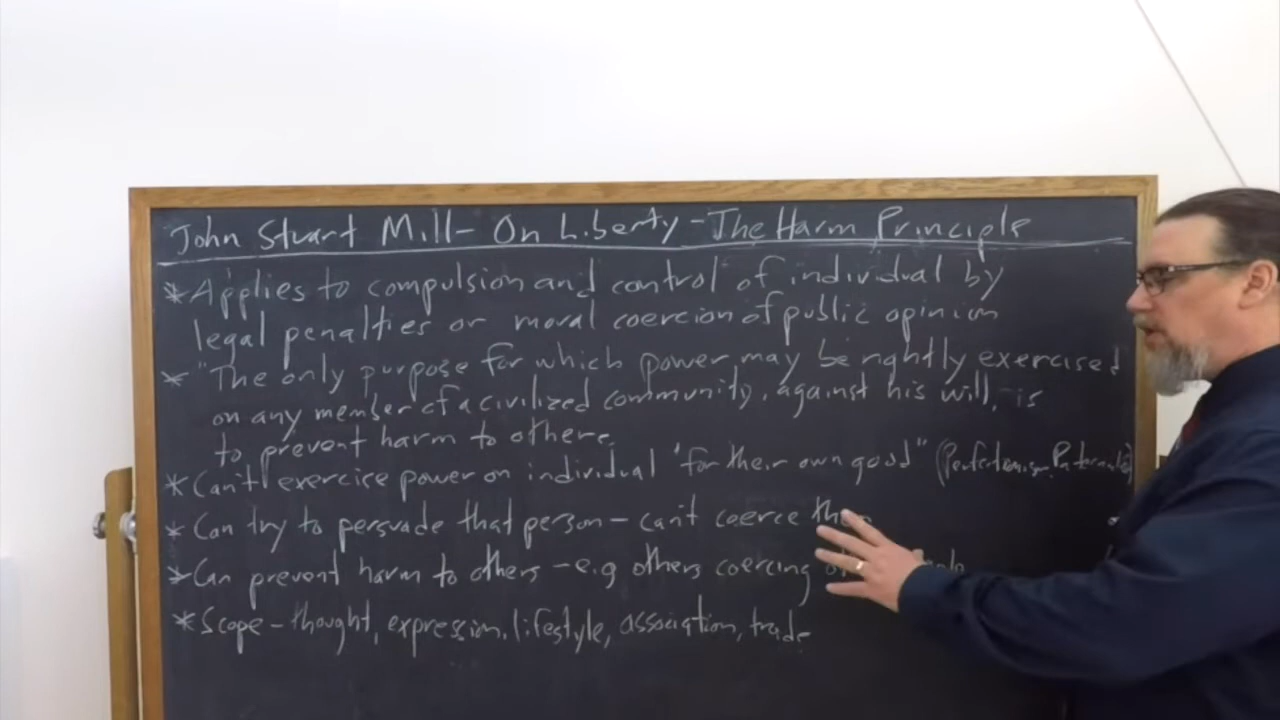 John Stuart Mill- On Liberty - The Harm Principle
* Applies to compulsion and control of individual by
legal penalties or moral coercion of public opinion
* "The only purpose for which power may be rightly exercised
on any member of a civilized community, against his will, is
to prevent harm to others.
* Can't exercise power on individual "for their own good" (
* Can try to persuade that person - can't coerce
* Can prevent harm to others - e.g others coercing
* Scope - thought, expression, lifestyle, association, trade